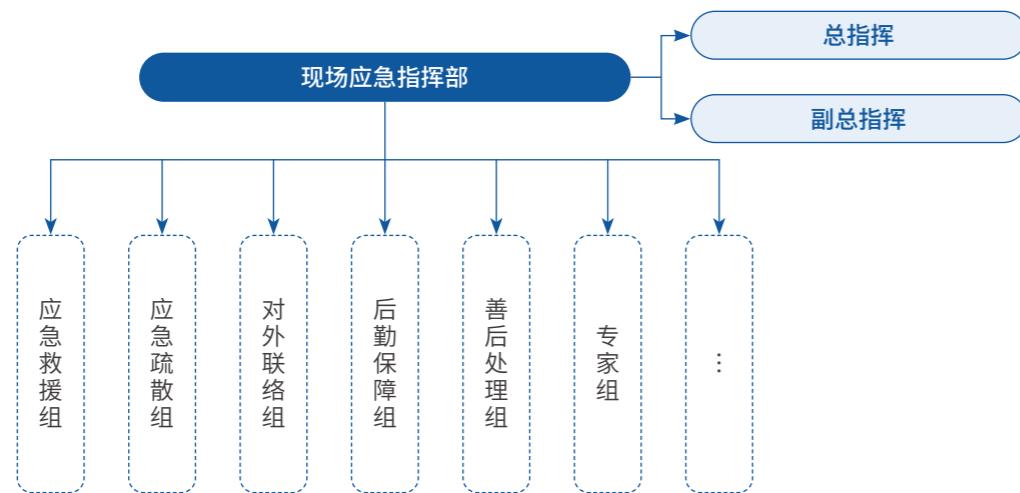 总指挥
现场应急指挥部
副总指挥
应急救援组
应急疏散组
对外联络组
后勤保障组
善后处理组
专家组
…